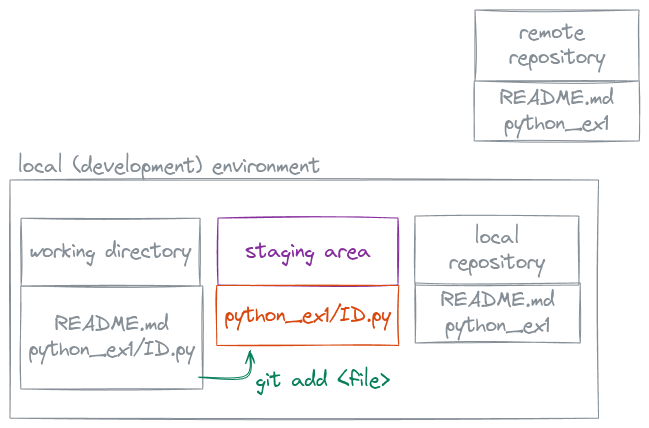 remote
repository
README.md
python_ex1
local (development) environment
working directory
README.md
python_ex1/ID.py
staging area
python_ex1/ID.py
git add <file>
local
repository
README.md
python_ex1